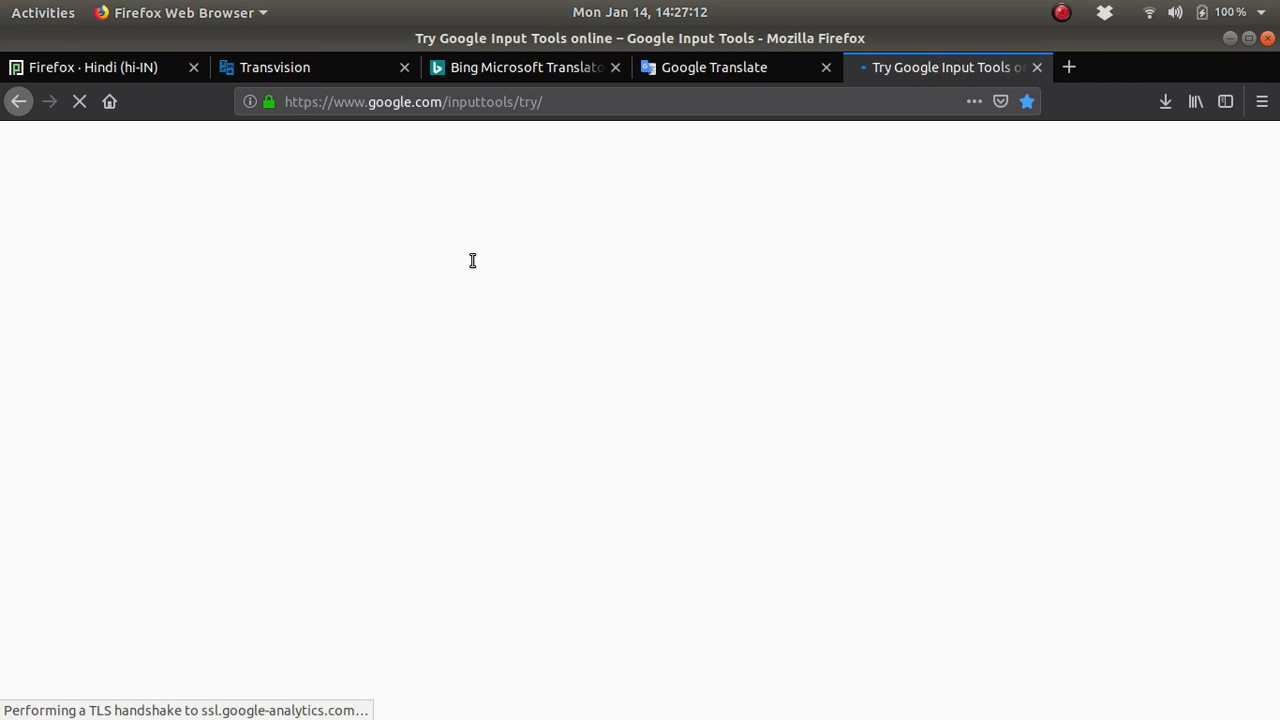 Activities Firefox Web Browser Mon Jan 14, 14:27:12 100 %
Try Google Input Tools online – Google Input Tools - Mozilla Firefox
Firefox · Hindi (hi-IN) Transvision Bing Microsoft Translato Google Translate Try Google Input Tools o
https://www.google.com/inputtools/try/
Performing a TLS handshake to ssl.google-analytics.com…